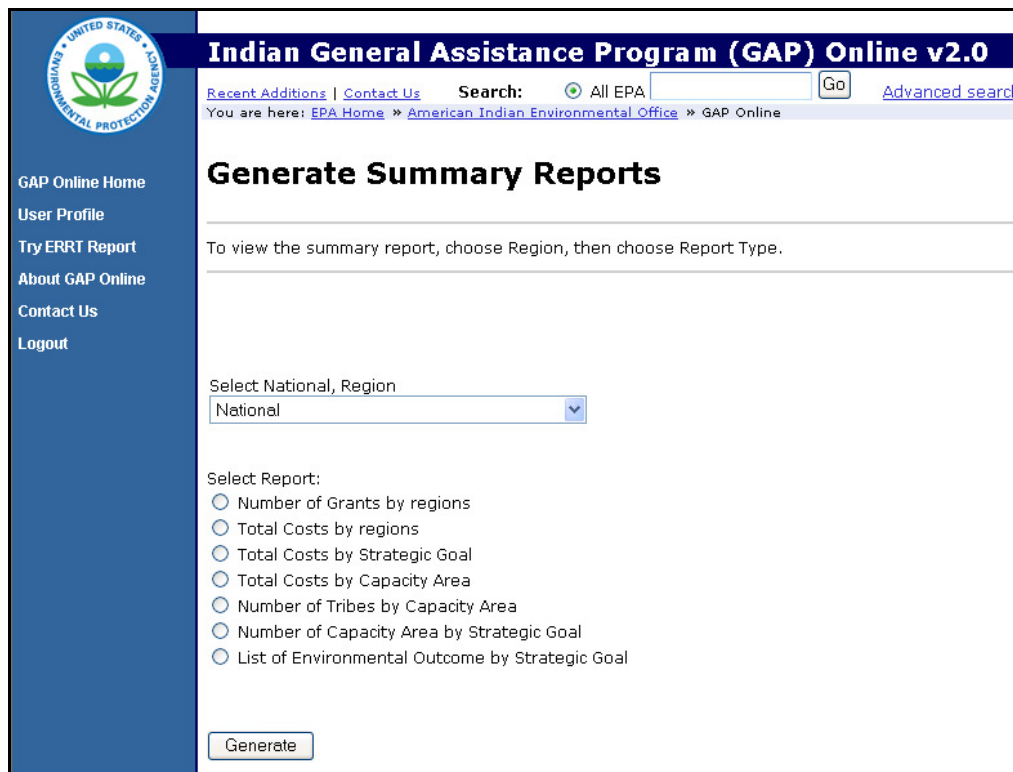 UNITED STATES
ENVIRONMENTAL PROTECTION AGENCY
Indian General Assistance Program (GAP) Online v2.0
Recent Additions | Contact Us Search: All EPA Go Advanced search
You are here: EPA Home » American Indian Environmental Office » GAP Online
GAP Online Home
User Profile
Try ERRT Report
About GAP Online
Contact Us
Logout
Generate Summary Reports
To view the summary report, choose Region, then choose Report Type.
Select National, Region
National
Select Report:
Number of Grants by regions
Total Costs by regions
Total Costs by Strategic Goal
Total Costs by Capacity Area
Number of Tribes by Capacity Area
Number of Capacity Area by Strategic Goal
List of Environmental Outcome by Strategic Goal
Generate